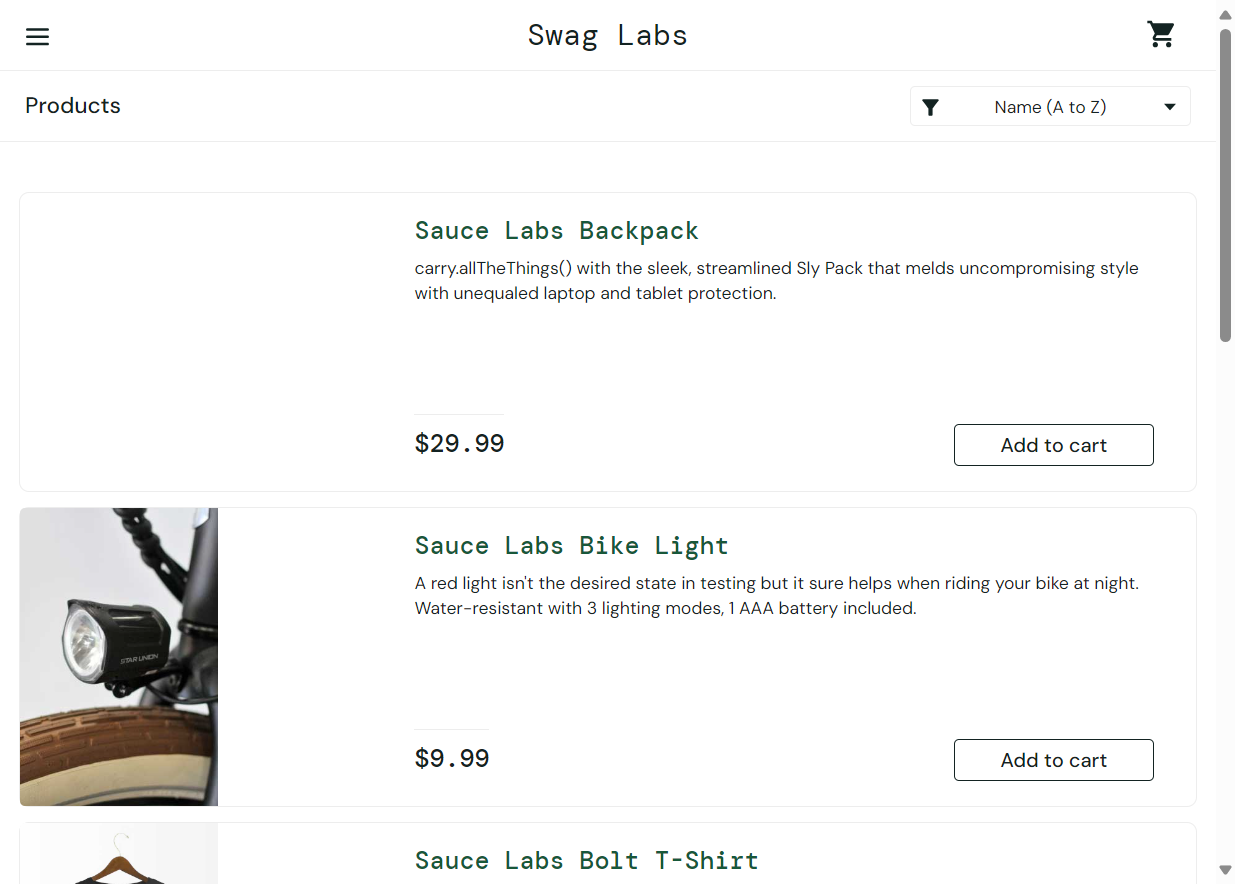 Swag Labs
Products
Name (A to Z)
Sauce Labs Backpack
carry.allTheThings() with the sleek, streamlined Sly Pack that melds uncompromising style
with unequaled laptop and tablet protection.
$29.99
Add to cart
Sauce Labs Bike Light
A red light isn't the desired state in testing but it sure helps when riding your bike at night.
Water-resistant with 3 lighting modes, 1 AAA battery included.
STAR UNION
$9.99
Add to cart
Sauce Labs Bolt T-Shirt